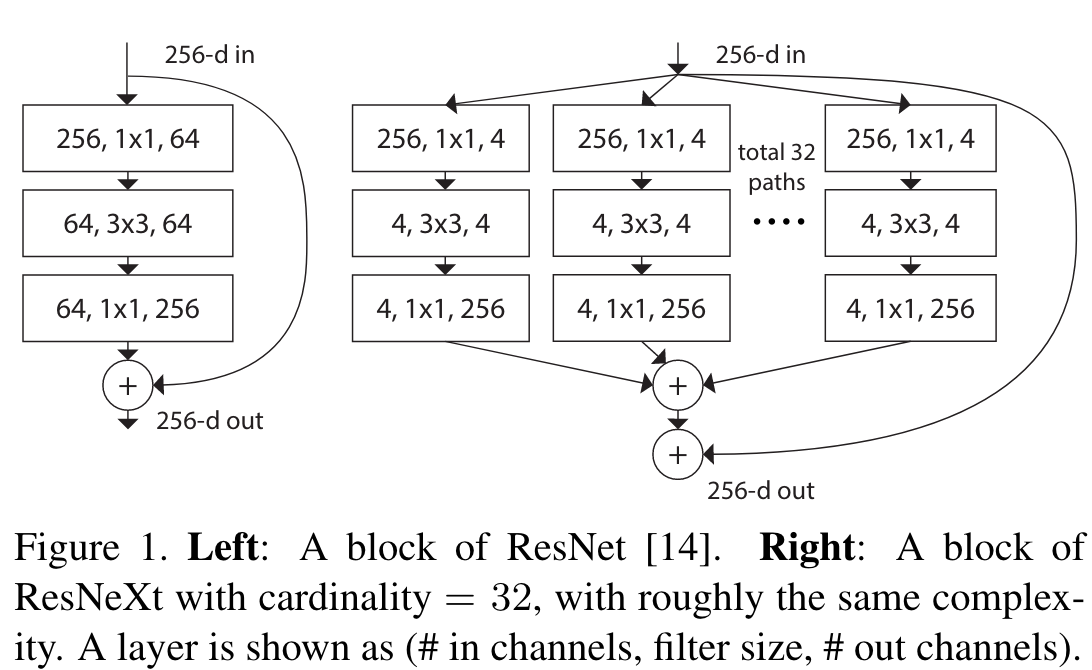 256-d in
256, 1x1, 64
64, 3x3, 64
64, 1x1, 256
+
256-d out
256-d in
256, 1x1, 4
256, 1x1, 4
total 32
paths
....
256, 1x1, 4
4, 3x3, 4
4, 3x3, 4
4, 3x3, 4
4, 1x1, 256
4, 1x1, 256
4, 1x1, 256
+
+
256-d out
Figure 1. Left: A block of ResNet [14]. Right: A block of
ResNeXt with cardinality = 32, with roughly the same complex-
ity. A layer is shown as (# in channels, filter size, # out channels).